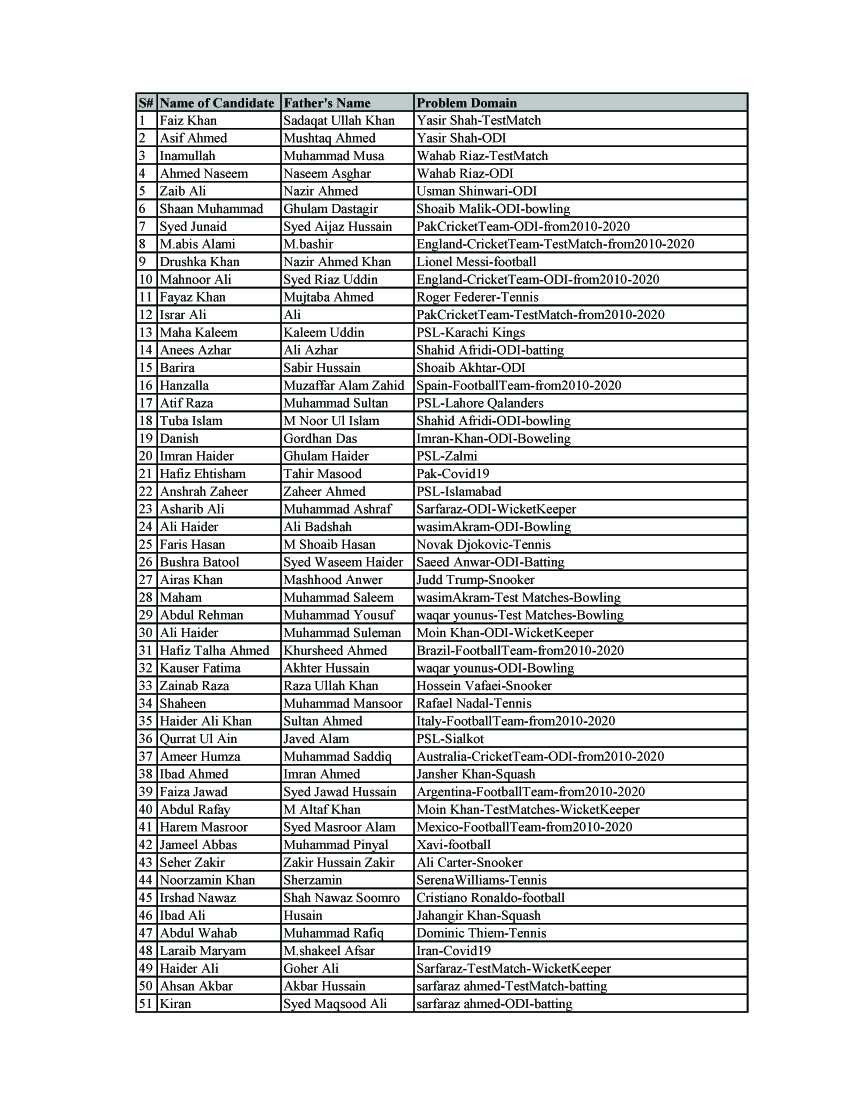 S# Name of Candidate Father's Name Problem Domain
1 Faiz Khan Sadaqat Ullah Khan Yasir Shah-TestMatch
2 Asif Ahmed Mushtaq Ahmed Yasir Shah-ODI
3 Inamullah Muhammad Musa Wahab Riaz-TestMatch
4 Ahmed Naseem Naseem Asghar Wahab Riaz-ODI
5 Zaib Ali Nazir Ahmed Usman Shinwari-ODI
6 Shaan Muhammad Ghulam Dastagir Shoaib Malik-ODI-bowling
7 Syed Junaid Syed Aijaz Hussain PakCricketTeam-ODI-from2010-2020
8 M.abis Alami M.bashir England-CricketTeam-TestMatch-from2010-2020
9 Drushka Khan Nazir Ahmed Khan Lionel Messi-football
10 Mahnoor Ali Syed Riaz Uddin England-CricketTeam-ODI-from2010-2020
11 Fayaz Khan Mujtaba Ahmed Roger Federer-Tennis
12 Israr Ali Ali PakCricketTeam-TestMatch-from2010-2020
13 Maha Kaleem Kaleem Uddin PSL-Karachi Kings
14 Anees Azhar Ali Azhar Shahid Afridi-ODI-batting
15 Barira Sabir Hussain Shoaib Akhtar-ODI
16 Hanzalla Muzaffar Alam Zahid Spain-FootballTeam-from2010-2020
17 Atif Raza Muhammad Sultan PSL-Lahore Qalanders
18 Tuba Islam M Noor Ul Islam Shahid Afridi-ODI-bowling
19 Danish Gordhan Das Imran-Khan-ODI-Boweling
20 Imran Haider Ghulam Haider PSL-Zalmi
21 Hafiz Ehtisham Tahir Masood Pak-Covid19
22 Anshrah Zaheer Zaheer Ahmed PSL-Islamabad
23 Asharib Ali Muhammad Ashraf Sarfaraz-ODI-WicketKeeper
24 Ali Haider Ali Badshah wasimAkram-ODI-Bowling
25 Faris Hasan M Shoaib Hasan Novak Djokovic-Tennis
26 Bushra Batool Syed Waseem Haider Saeed Anwar-ODI-Batting
27 Airas Khan Mashhood Anwer Judd Trump-Snooker
28 Maham Muhammad Saleem wasimAkram-Test Matches-Bowling
29 Abdul Rehman Muhammad Yousuf waqar younus-Test Matches-Bowling
30 Ali Haider Muhammad Suleman Moin Khan-ODI-WicketKeeper
31 Hafiz Talha Ahmed Khursheed Ahmed Brazil-FootballTeam-from2010-2020
32 Kauser Fatima Akhter Hussain waqar younus-ODI-Bowling
33 Zainab Raza Raza Ullah Khan Hossein Vafaei-Snooker
34 Shaheen Muhammad Mansoor Rafael Nadal-Tennis
35 Haider Ali Khan Sultan Ahmed Italy-FootballTeam-from2010-2020
36 Qurrat Ul Ain Javed Alam PSL-Sialkot
37 Ameer Humza Muhammad Saddiq Australia-CricketTeam-ODI-from2010-2020
38 Ibad Ahmed Imran Ahmed Jansher Khan-Squash
39 Faiza Jawad Syed Jawad Hussain Argentina-FootballTeam-from2010-2020
40 Abdul Rafay M Altaf Khan Moin Khan-TestMatches-WicketKeeper
41 Harem Masroor Syed Masroor Alam Mexico-FootballTeam-from2010-2020
42 Jameel Abbas Muhammad Pinyal Xavi-football
43 Seher Zakir Zakir Hussain Zakir Ali Carter-Snooker
44 Noorzamin Khan Sherzamin SerenaWilliams-Tennis
45 Irshad Nawaz Shah Nawaz Soomro Cristiano Ronaldo-football
46 Ibad Ali Husain Jahangir Khan-Squash
47 Abdul Wahab Muhammad Rafiq Dominic Thiem-Tennis
48 Laraib Maryam M.shakeel Afsar Iran-Covid19
49 Haider Ali Goher Ali Sarfaraz-TestMatch-WicketKeeper
50 Ahsan Akbar Akbar Hussain sarfaraz ahmed-TestMatch-batting
51 Kiran Syed Maqsood Ali sarfaraz ahmed-ODI-batting